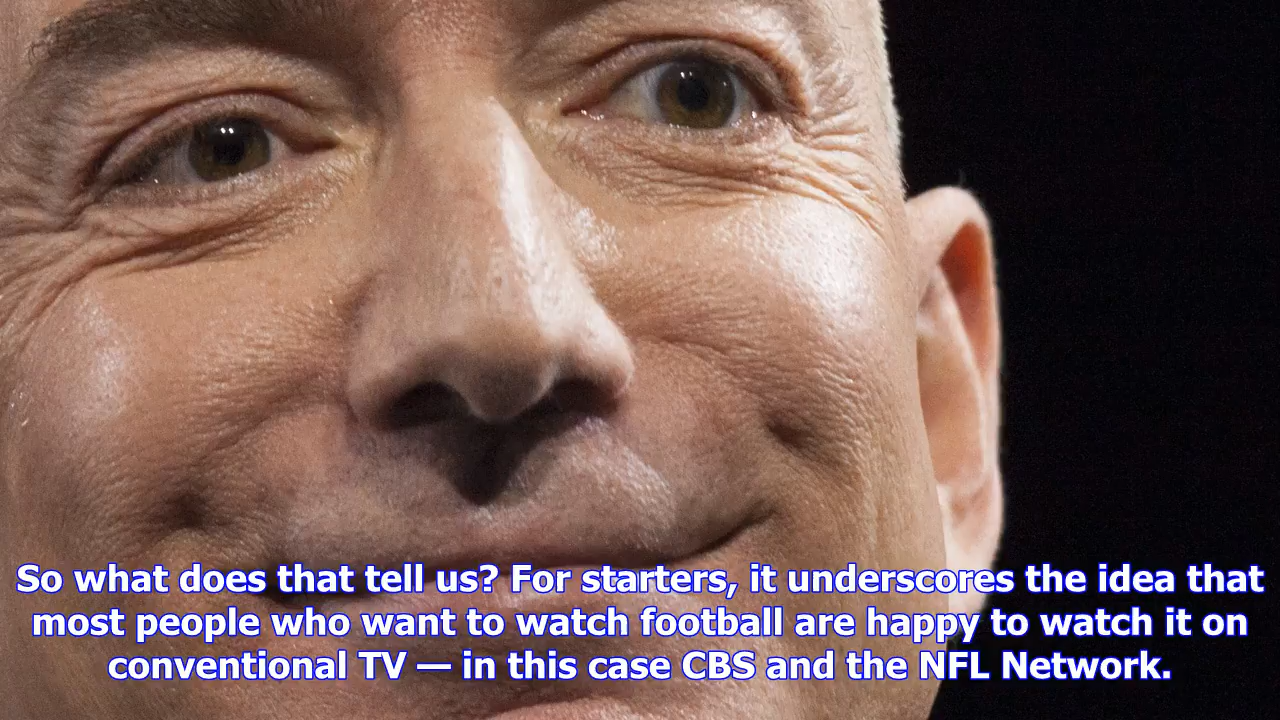 So what does that tell us? For starters, it underscores the idea that
most people who want to watch football are happy to watch it on
conventional TV — in this case CBS and the NFL Network.